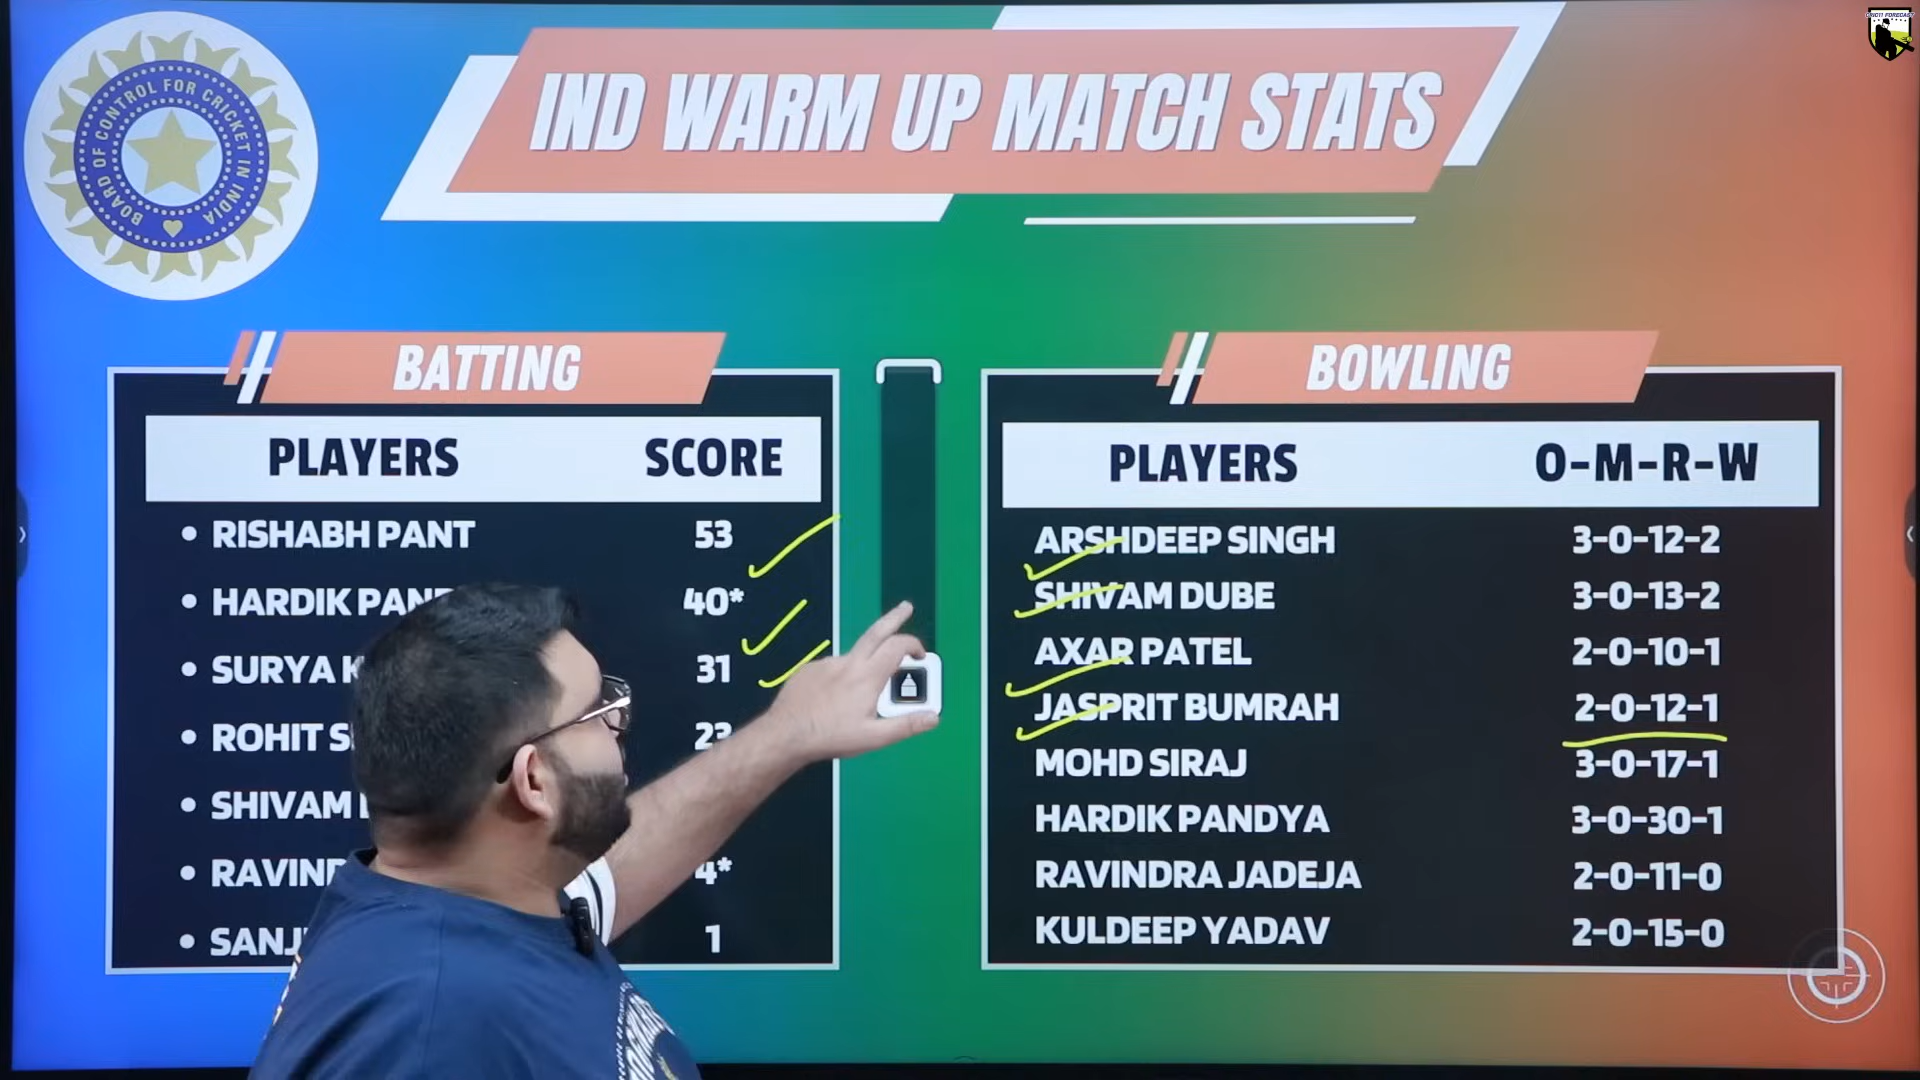 CRIC11 FORECAST
BOARD OF CONTROL FOR CRICKET IN INDIA
IND WARM UP MATCH STATS
BATTING
PLAYERS SCORE
• RISHABH PANT 53
• HARDIK 40*
• SURYA 31
• ROHIT 23
• SHIVAM
• 4*
• 1
BOWLING
PLAYERS O-M-R-W
ARSHDEEP SINGH 3-0-12-2
SHIVAM DUBE 3-0-13-2
AXAR PATEL 2-0-10-1
JASPRIT BUMRAH 2-0-12-1
MOHD SIRAJ 3-0-17-1
HARDIK PANDYA 3-0-30-1
RAVINDRA JADEJA 2-0-11-0
KULDEEP YADAV 2-0-15-0